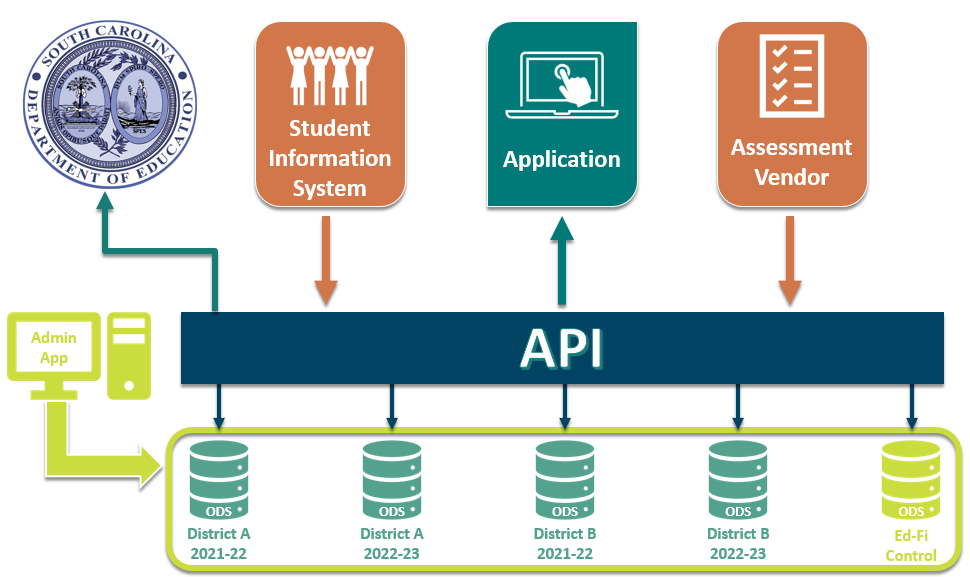 SOUTH CAROLINA
DEPARTMENT OF EDUCATION
SPES
Student
Information
System
Application
Assessment
Vendor
Admin
App
API
ODS
ODS
ODS
ODS
ODS
District A
2021-22
District A
2022-23
District B
2021-22
District B
2022-23
Ed-Fi
Control